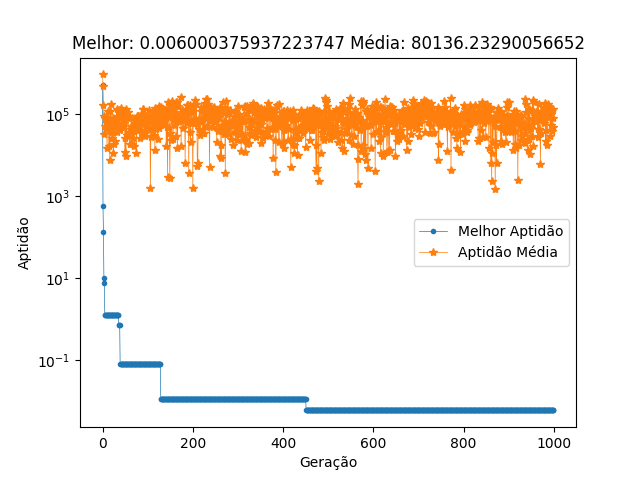 Melhor: 0.006000375937223747 Média: 80136.23290056652
10^5
10^3
10^1
10^-1
Aptidão
Melhor Aptidão
Aptidão Média
0 200 400 600 800 1000
Geração